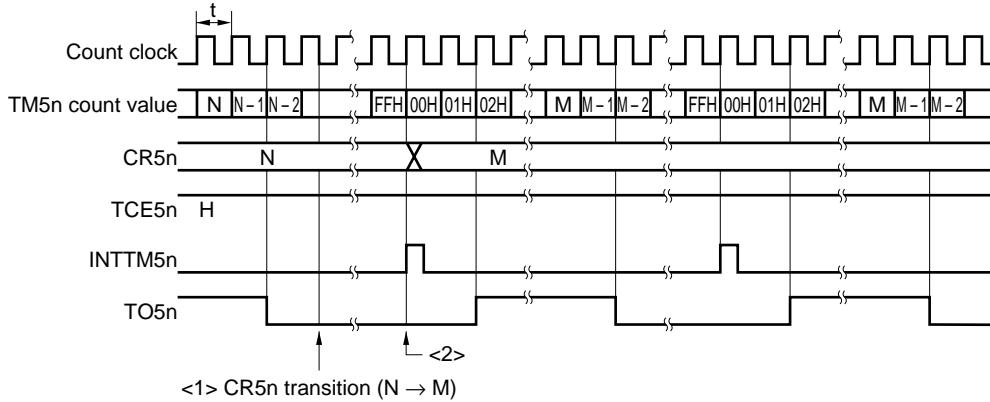 t
Count clock
TM5n count value N N – 1 N – 2 FFH 00H 01H 02H M M – 1 M – 2 FFH 00H 01H 02H M M – 1 M – 2
CR5n N M
TCE5n H
INTTM5n
TO5n
<2>
<1> CR5n transition (N → M)